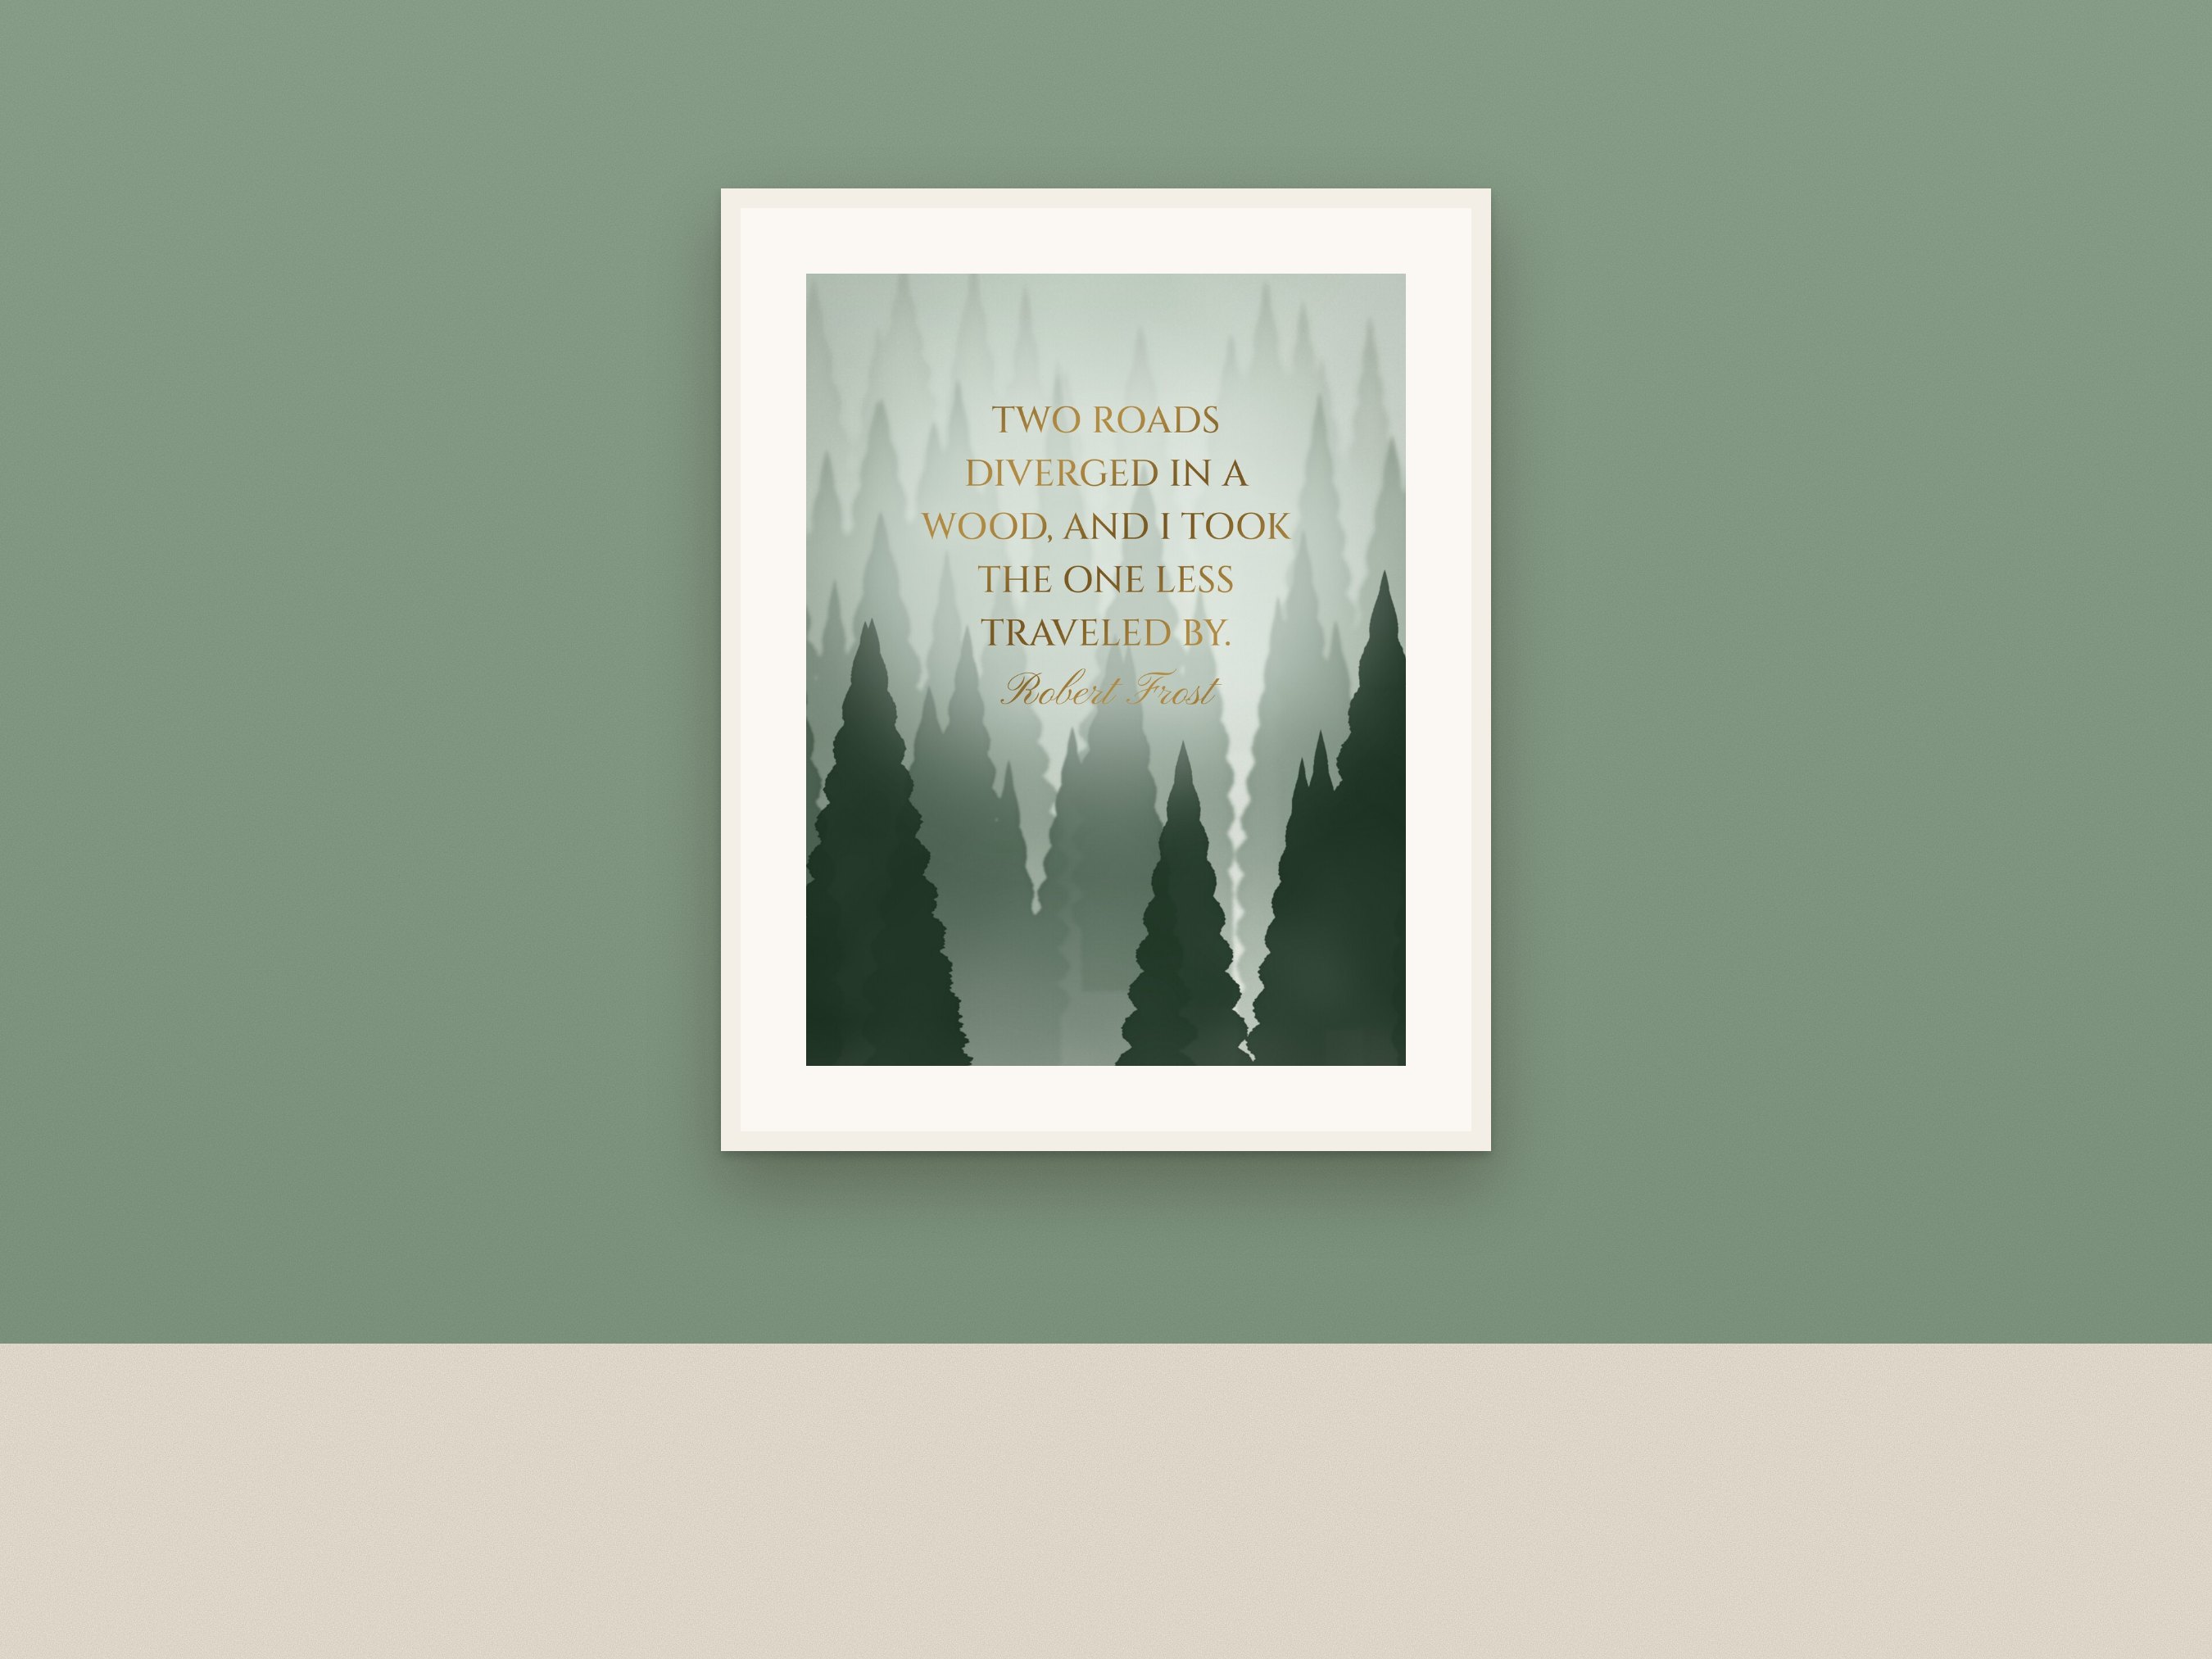 TWO ROADS
DIVERGED IN A
WOOD, AND I TOOK
THE ONE LESS
TRAVELED BY.
Robert Frost